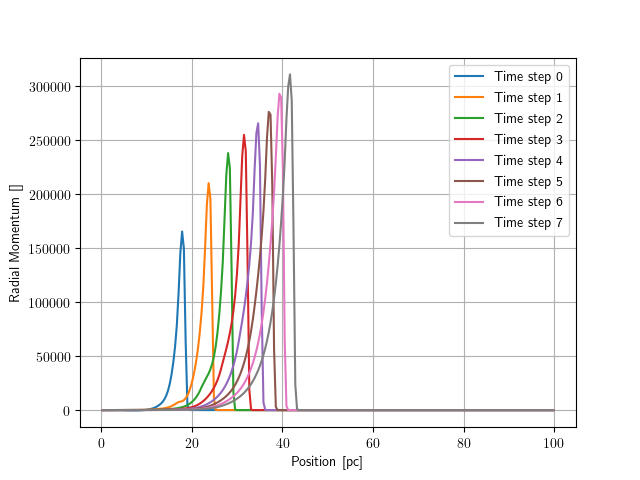 300000
250000
200000
150000
100000
50000
0
Radial Momentum []
0 20 40 60 80 100
Position [pc]
Time step 0
Time step 1
Time step 2
Time step 3
Time step 4
Time step 5
Time step 6
Time step 7